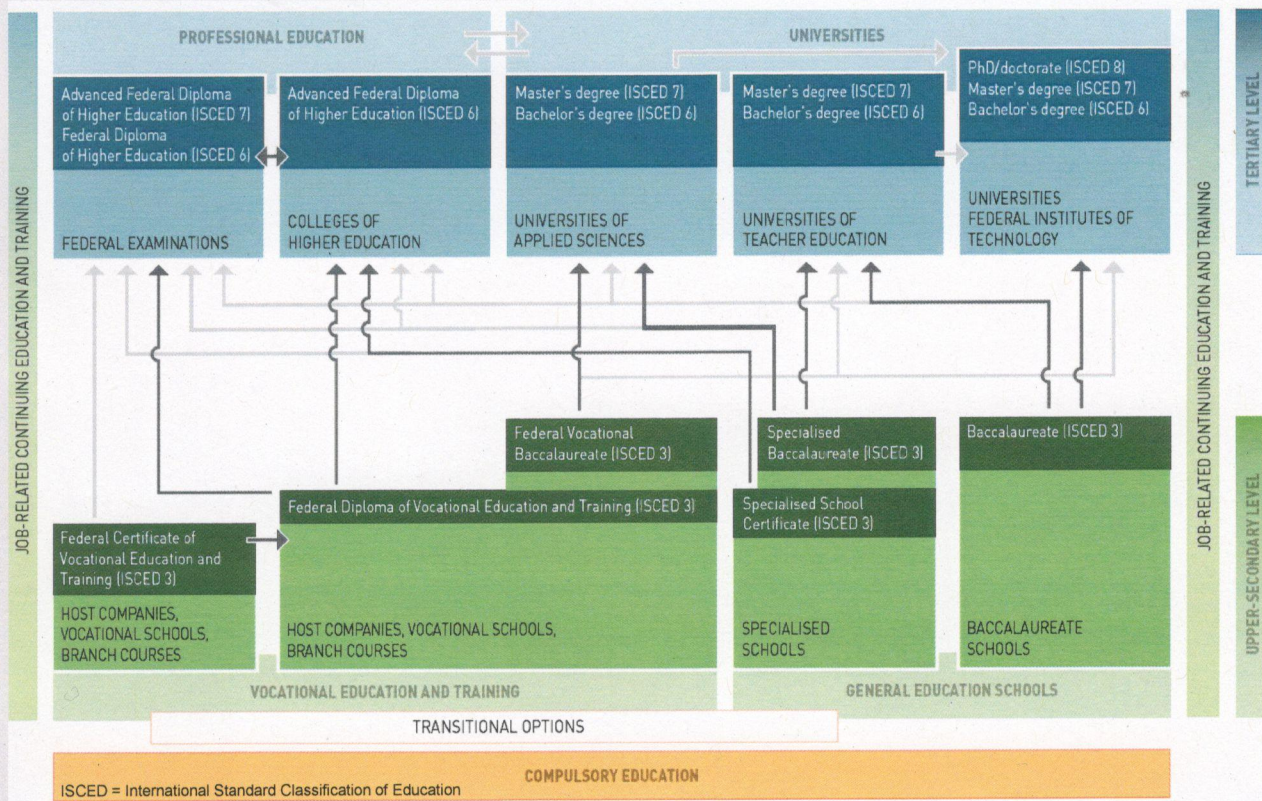 PROFESSIONAL EDUCATION
UNIVERSITIES
Advanced Federal Diploma
of Higher Education (ISCED 7)
Federal Diploma
of Higher Education (ISCED 6)
FEDERAL EXAMINATIONS
Advanced Federal Diploma
of Higher Education (ISCED 6)
COLLEGES OF
HIGHER EDUCATION
Master's degree (ISCED 7)
Bachelor's degree (ISCED 6)
UNIVERSITIES OF
APPLIED SCIENCES
Master's degree (ISCED 7)
Bachelor's degree (ISCED 6)
UNIVERSITIES OF
TEACHER EDUCATION
PhD/doctorate (ISCED 8)
Master's degree (ISCED 7)
Bachelor's degree (ISCED 6)
UNIVERSITIES
FEDERAL INSTITUTES OF
TECHNOLOGY
JOB-RELATED CONTINUING EDUCATION AND TRAINING
JOB-RELATED CONTINUING EDUCATION AND TRAINING
TERTIARY LEVEL
UPPER-SECONDARY LEVEL
Federal Vocational
Baccalaureate (ISCED 3)
Specialised
Baccalaureate (ISCED 3)
Baccalaureate (ISCED 3)
Federal Diploma of Vocational Education and Training (ISCED 3)
Specialised School
Certificate (ISCED 3)
Federal Certificate of
Vocational Education and
Training (ISCED 3)
HOST COMPANIES,
VOCATIONAL SCHOOLS,
BRANCH COURSES
HOST COMPANIES, VOCATIONAL SCHOOLS,
BRANCH COURSES
SPECIALISED
SCHOOLS
BACCALAUREATE
SCHOOLS
VOCATIONAL EDUCATION AND TRAINING
GENERAL EDUCATION SCHOOLS
TRANSITIONAL OPTIONS
COMPULSORY EDUCATION
ISCED = International Standard Classification of Education